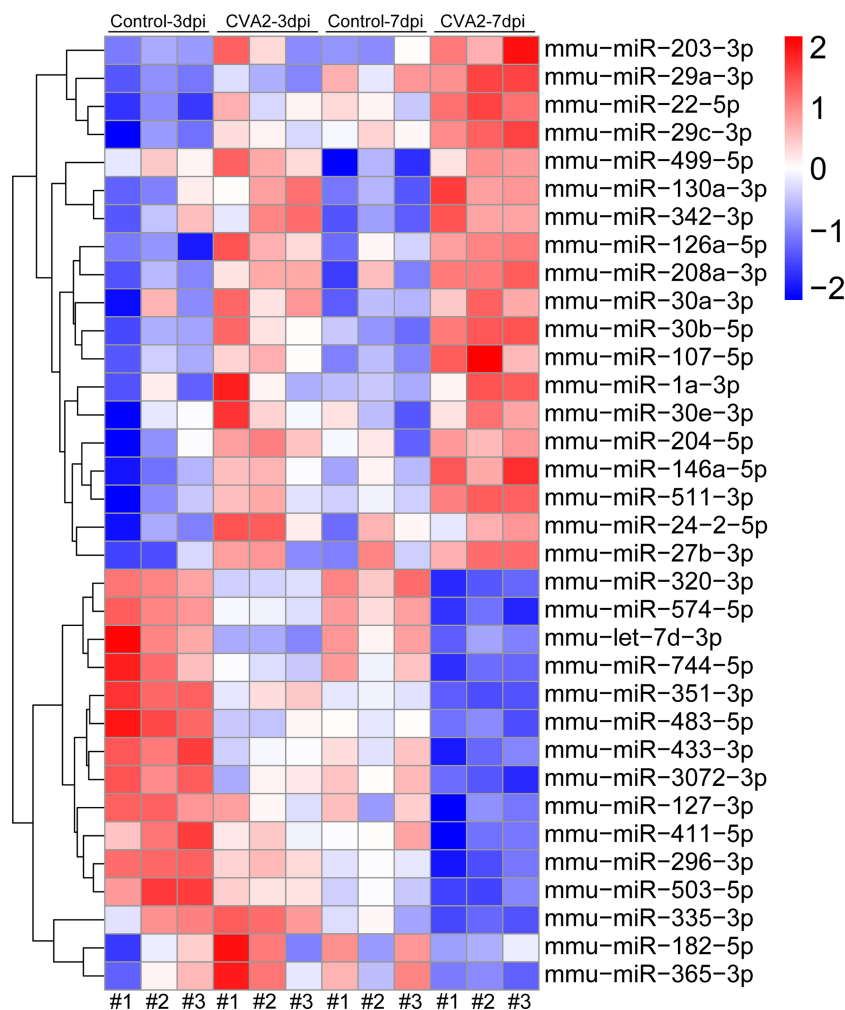 Control-3dpi CVA2-3dpi Control-7dpi CVA2-7dpi
mmu-miR-203-3p
mmu-miR-29a-3p
mmu-miR-22-5p
mmu-miR-29c-3p
mmu-miR-499-5p
mmu-miR-130a-3p
mmu-miR-342-3p
mmu-miR-126a-5p
mmu-miR-208a-3p
mmu-miR-30a-3p
mmu-miR-30b-5p
mmu-miR-107-5p
mmu-miR-1a-3p
mmu-miR-30e-3p
mmu-miR-204-5p
mmu-miR-146a-5p
mmu-miR-511-3p
mmu-miR-24-2-5p
mmu-miR-27b-3p
mmu-miR-320-3p
mmu-miR-574-5p
mmu-let-7d-3p
mmu-miR-744-5p
mmu-miR-351-3p
mmu-miR-483-5p
mmu-miR-433-3p
mmu-miR-3072-3p
mmu-miR-127-3p
mmu-miR-411-5p
mmu-miR-296-3p
mmu-miR-503-5p
mmu-miR-335-3p
mmu-miR-182-5p
mmu-miR-365-3p
#1 #2 #3 #1 #2 #3 #1 #2 #3 #1 #2 #3
2
1
0
−1
−2